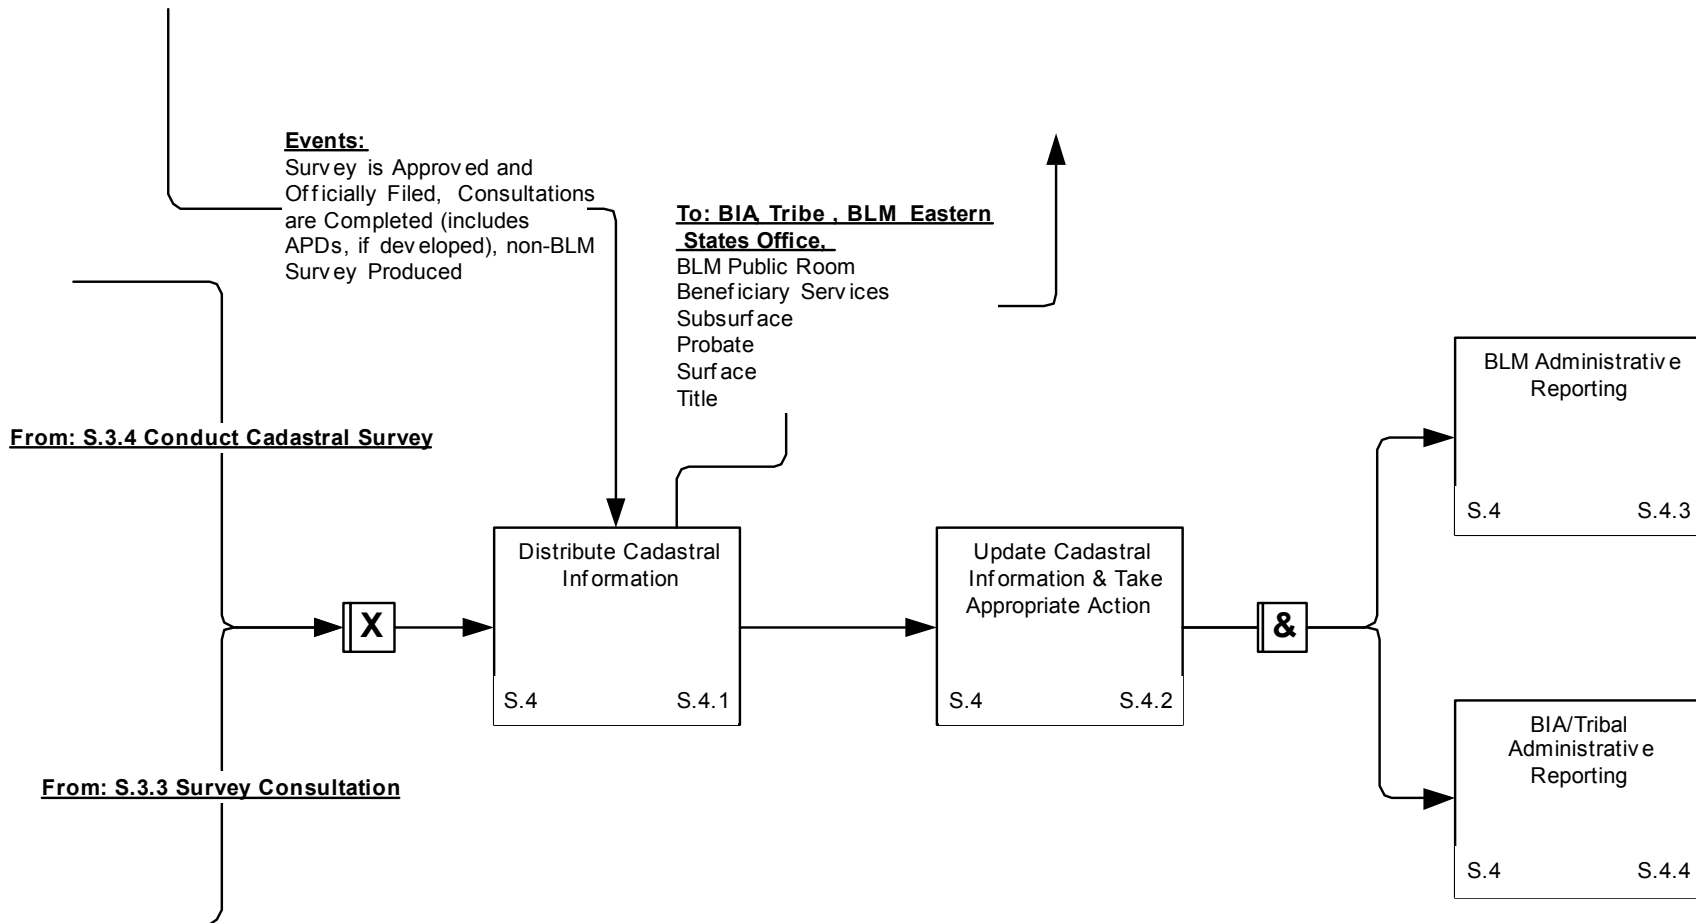 Events:
Survey is Approved and
Officially Filed, Consultations
are Completed (includes
APDs, if developed), non-BLM
Survey Produced
To: BIA, Tribe , BLM Eastern
States Office,
BLM Public Room
Beneficiary Services
Subsurface
Probate
Surface
Title
From: S.3.4 Conduct Cadastral Survey
From: S.3.3 Survey Consultation
X
Distribute Cadastral
Information
S.4 S.4.1
Update Cadastral
Information & Take
Appropriate Action
S.4 S.4.2
&
BLM Administrative
Reporting
S.4 S.4.3
BIA/Tribal
Administrative
Reporting
S.4 S.4.4